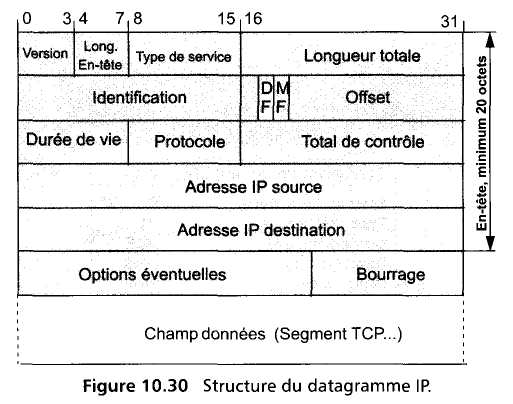 0 3 4 7 8 15 16 31
Version Long. En-tête Type de service Longueur totale
Identification DF MF Offset
Durée de vie Protocole Total de contrôle
Adresse IP source
Adresse IP destination
Options éventuelles Bourrage
Champ données (Segment TCP...)
En-tête, minimum 20 octets
Figure 10.30 Structure du datagramme IP.